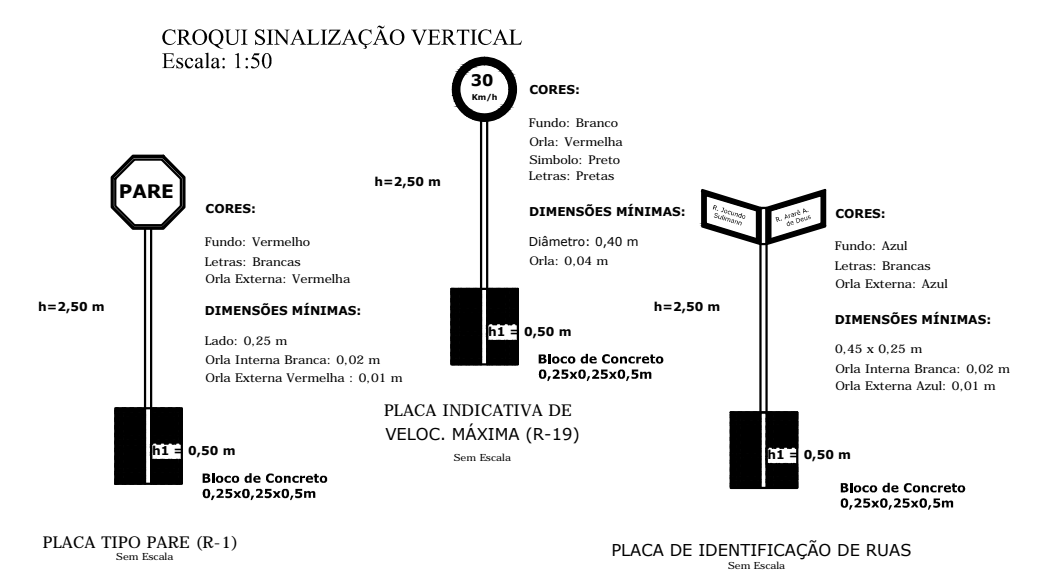 CROQUI SINALIZAÇÃO VERTICAL
Escala: 1:50
PARE
h=2,50 m
CORES:
Fundo: Vermelho
Letras: Brancas
Orla Externa: Vermelha
DIMENSÕES MÍNIMAS:
Lado: 0,25 m
Orla Interna Branca: 0,02 m
Orla Externa Vermelha : 0,01 m
h1 = 0,50 m
Bloco de Concreto
0,25x0,25x0,5m
PLACA TIPO PARE (R-1)
Sem Escala
30
Km/h
h=2,50 m
CORES:
Fundo: Branco
Orla: Vermelha
Simbolo: Preto
Letras: Pretas
DIMENSÕES MÍNIMAS:
Diâmetro: 0,40 m
Orla: 0,04 m
h1 = 0,50 m
Bloco de Concreto
0,25x0,25x0,5m
PLACA INDICATIVA DE
VELOC. MÁXIMA (R-19)
Sem Escala
R. Jocundo
Sulimann
R. Araré A.
de Deus
h=2,50 m
CORES:
Fundo: Azul
Letras: Brancas
Orla Externa: Azul
DIMENSÕES MÍNIMAS:
0,45 x 0,25 m
Orla Interna Branca: 0,02 m
Orla Externa Azul: 0,01 m
h1 = 0,50 m
Bloco de Concreto
0,25x0,25x0,5m
PLACA DE IDENTIFICAÇÃO DE RUAS
Sem Escala